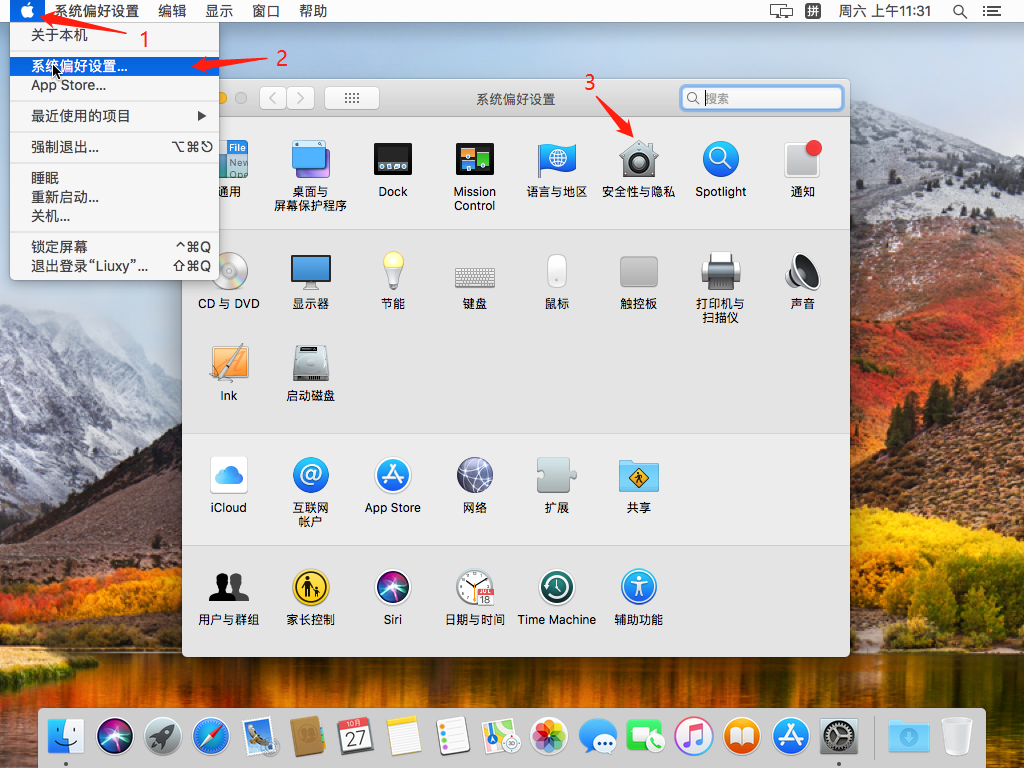 系统偏好设置 编辑 显示 窗口 帮助 拼 周六 上午11:31
1
关于本机
系统偏好设置...
2
App Store...
最近使用的项目
强制退出... ⌥⌘⎋
睡眠
重新启动...
关机...
锁定屏幕 ^⌘Q
退出登录“Liuxy”... ⇧⌘Q
3
系统偏好设置
搜索
File
New
Ope
通用
桌面与
屏幕保护程序
Dock
Mission
Control
语言与地区
安全性与隐私
Spotlight
通知
CD 与 DVD
显示器
节能
键盘
鼠标
触控板
打印机与
扫描仪
声音
Ink
启动磁盘
iCloud
@
互联网
帐户
App Store
网络
扩展
共享
用户与群组
家长控制
Siri
JUL
18
日期与时间
Time Machine
辅助功能
10月
27